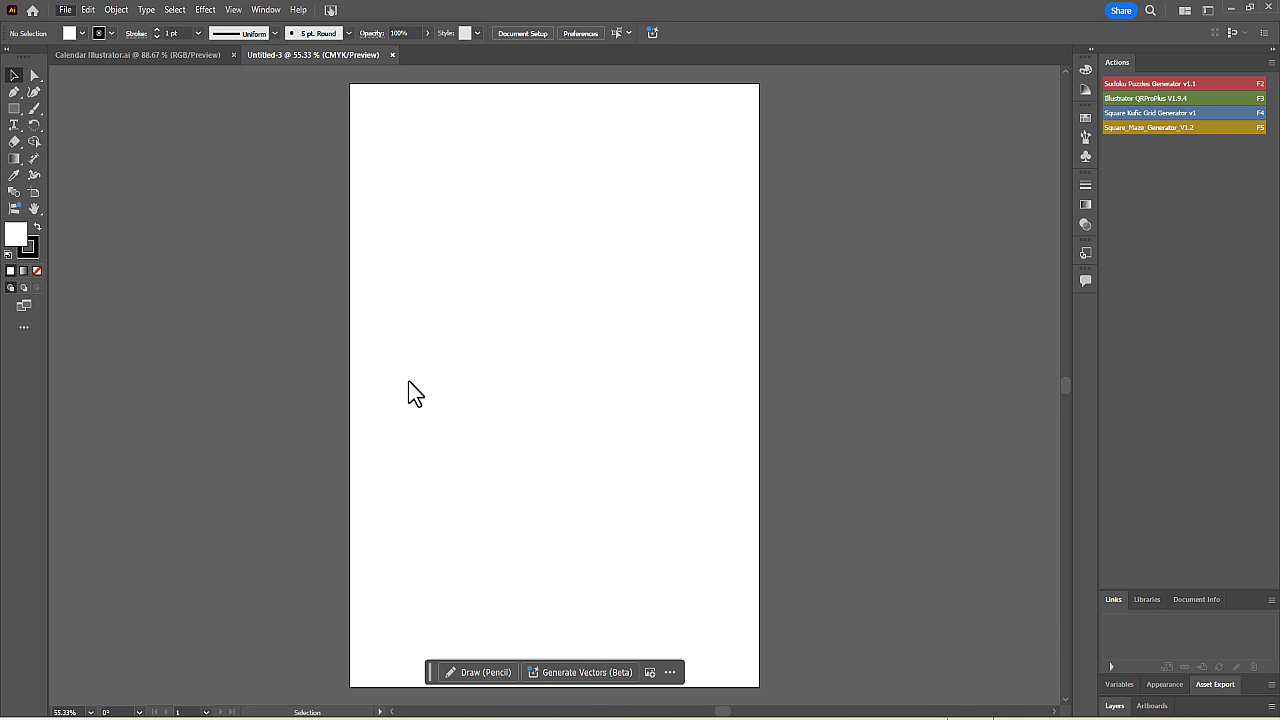 Ai File Edit Object Type Select Effect View Window Help Share
No Selection Stroke: 1 pt Uniform 5 pt. Round Opacity: 100% Style: Document Setup Preferences
Calendar Illustrator.ai @ 88.67 % (RGB/Preview) × Untitled-3 @ 55.33 % (CMYK/Preview) ×
Actions
Sudoku Puzzles Generator v1.1 F2
Illustrator QRProPlus V1.9.4 F3
Square Kufic Grid Generator v1 F4
Square_Maze_Generator_V1.2 F5
Links Libraries Document Info
Draw (Pencil) Generate Vectors (Beta)
Variables Appearance Asset Export
Layers Artboards
55.33% 0° 1 Selection